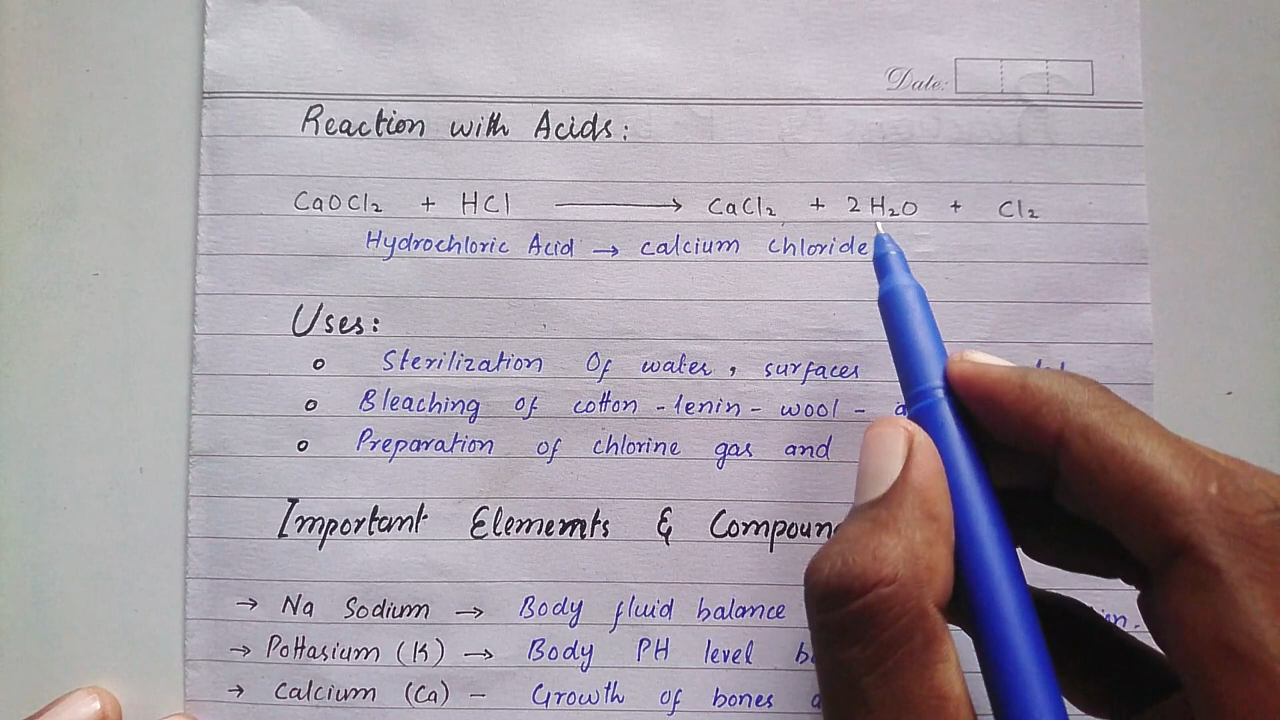 Date:
Reaction with Acids:
CaOCl₂ + HCl ⟶ CaCl₂ + 2H₂O + Cl₂
Hydrochloric Acid → calcium chloride
Uses:
o Sterilization Of water, surfaces
o Bleaching of cotton - lenin - wool -
o Preparation of chlorine gas and
Important Elememts &
→ Na Sodium → Body fluid balance
→ Pottasium (K) → Body PH level
→ Calcium (Ca) - Growth of bones